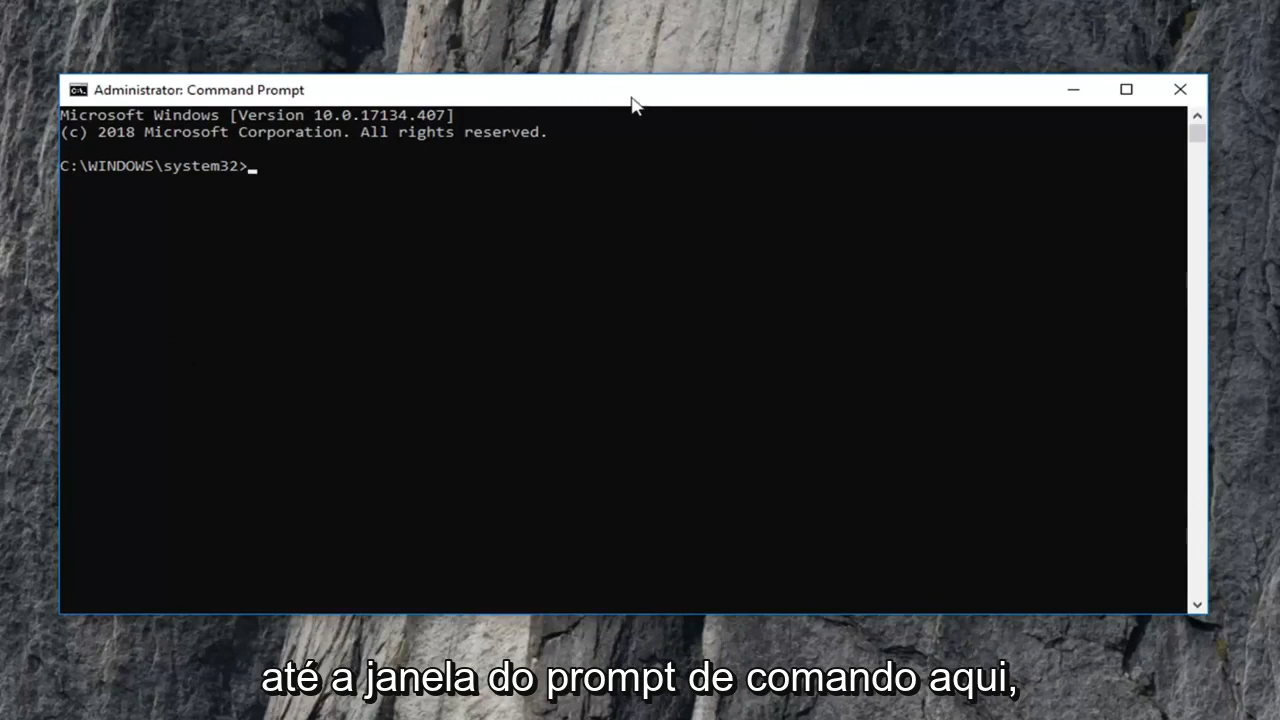 Administrator: Command Prompt
Microsoft Windows [Version 10.0.17134.407]
(c) 2018 Microsoft Corporation. All rights reserved.
C:\WINDOWS\system32>
até a janela do prompt de comando aqui,